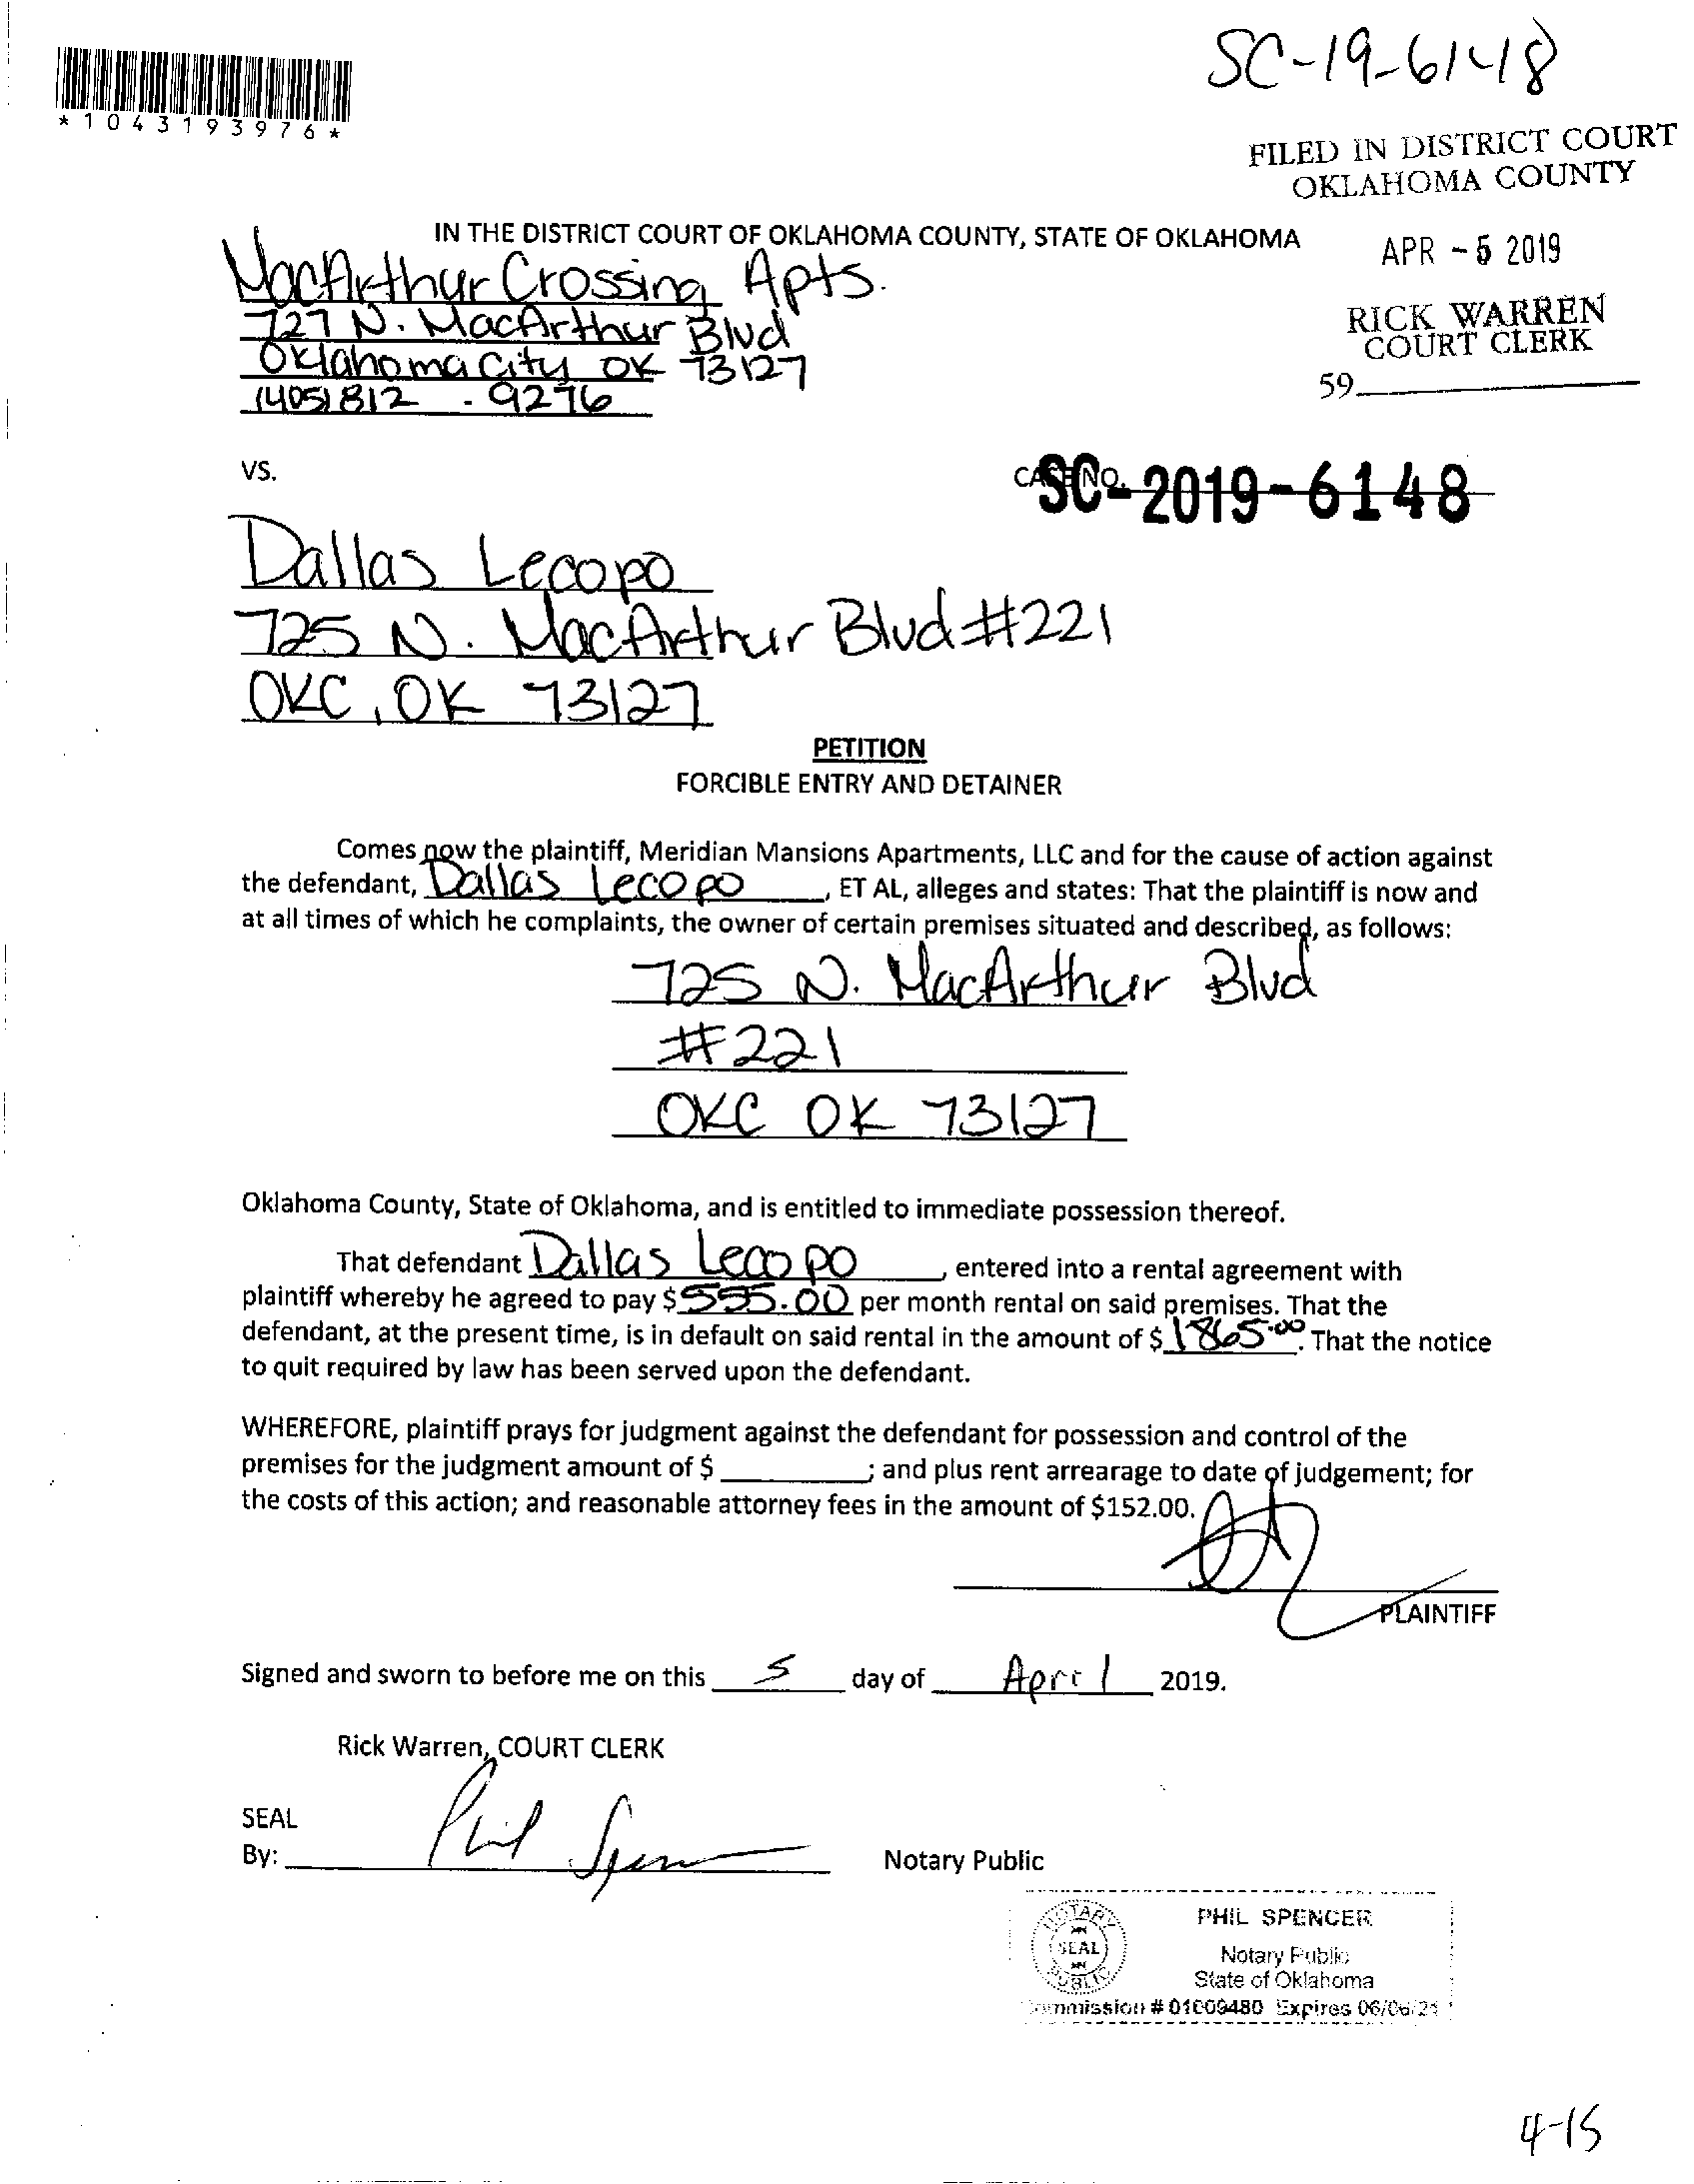 SC-19-6148
*1043193976*
FILED IN DISTRICT COURT
OKLAHOMA COUNTY
IN THE DISTRICT COURT OF OKLAHOMA COUNTY, STATE OF OKLAHOMA
APR - 5 2019
MacArthur Crossing Apts.
727 N. MacArthur Blvd
Oklahoma City OK 73127
(405) 812 - 9276
RICK WARREN
COURT CLERK
59
VS.
CASE NO.
SC-2019-6148
Dallas Lecopo
725 N. MacArthur Blvd #221
OKC, OK 73127
PETITION
FORCIBLE ENTRY AND DETAINER
Comes now the plaintiff, Meridian Mansions Apartments, LLC and for the cause of action against
the defendant, Dallas Lecopo, ET AL, alleges and states: That the plaintiff is now and
at all times of which he complaints, the owner of certain premises situated and described, as follows:
725 N. MacArthur Blvd
#221
OKC OK 73127
Oklahoma County, State of Oklahoma, and is entitled to immediate possession thereof.
That defendant Dallas Lecopo, entered into a rental agreement with
plaintiff whereby he agreed to pay $ 555.00 per month rental on said premises. That the
defendant, at the present time, is in default on said rental in the amount of $ 1865.00. That the notice
to quit required by law has been served upon the defendant.
WHEREFORE, plaintiff prays for judgment against the defendant for possession and control of the
premises for the judgment amount of $ ; and plus rent arrearage to date of judgement; for
the costs of this action; and reasonable attorney fees in the amount of $152.00.
PLAINTIFF
Signed and sworn to before me on this 5 day of April 2019.
Rick Warren, COURT CLERK
SEAL
By: Phil Spencer Notary Public
NOTARY
SEAL
PUBLIC
PHIL SPENCER
Notary Public
State of Oklahoma
Commission # 01009480 Expires 06/06/21
4-15